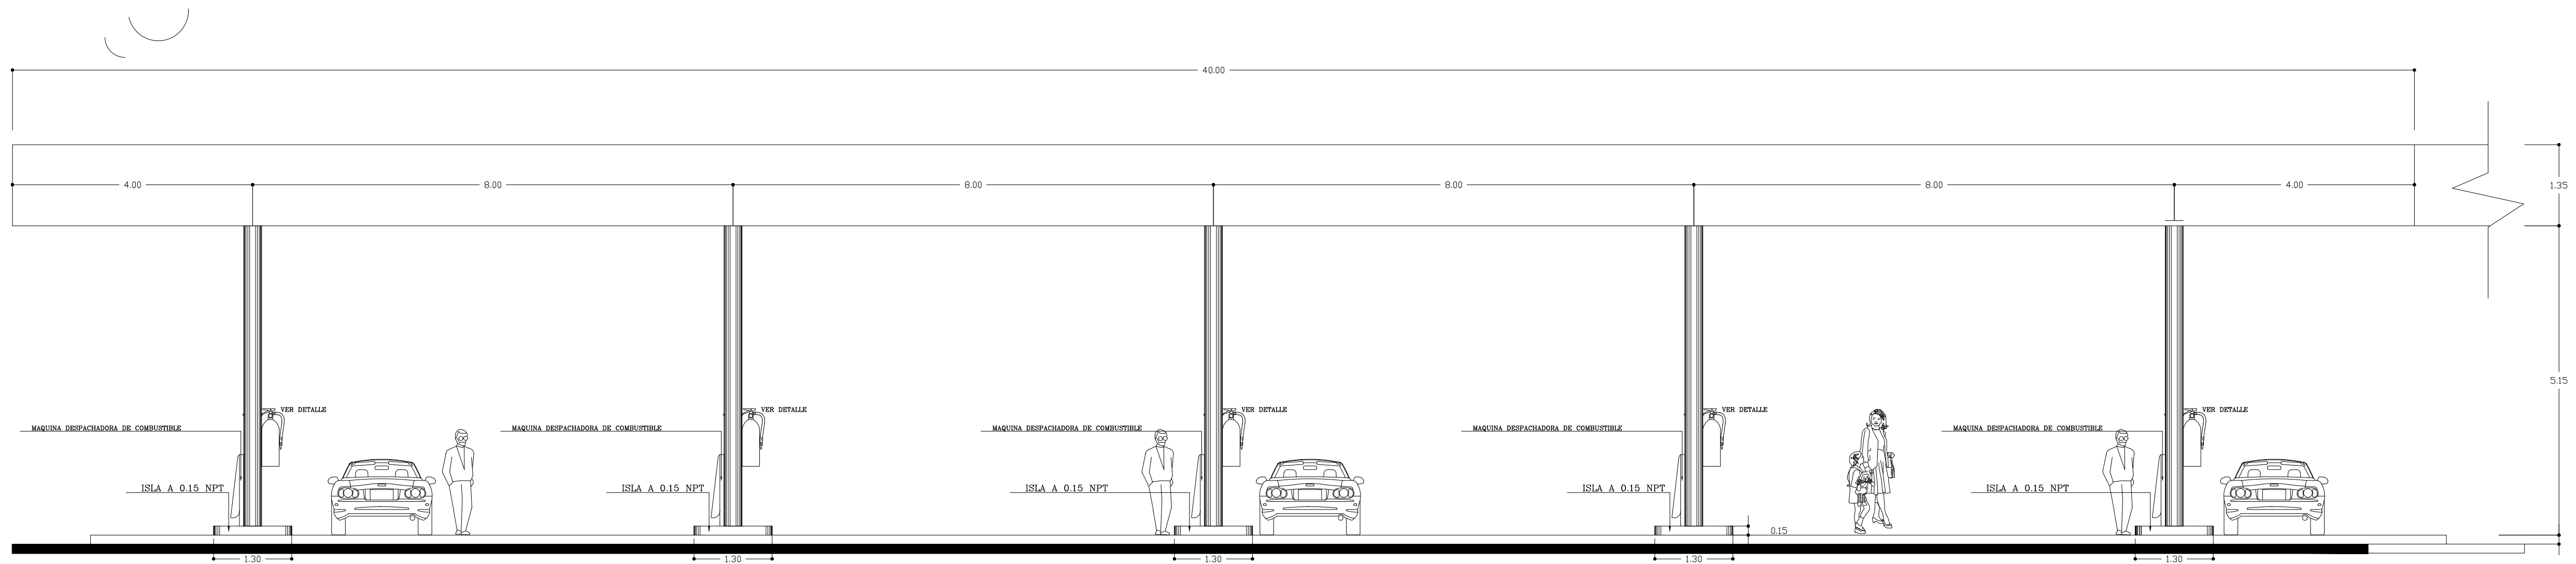 40.00
4.00 8.00 8.00 8.00 8.00 4.00
1.35
5.15
VER DETALLE VER DETALLE VER DETALLE VER DETALLE VER DETALLE
MAQUINA DESPACHADORA DE COMBUSTIBLE MAQUINA DESPACHADORA DE COMBUSTIBLE MAQUINA DESPACHADORA DE COMBUSTIBLE MAQUINA DESPACHADORA DE COMBUSTIBLE MAQUINA DESPACHADORA DE COMBUSTIBLE
ISLA A 0.15 NPT ISLA A 0.15 NPT ISLA A 0.15 NPT ISLA A 0.15 NPT ISLA A 0.15 NPT
0.15
1.30 1.30 1.30 1.30 1.30